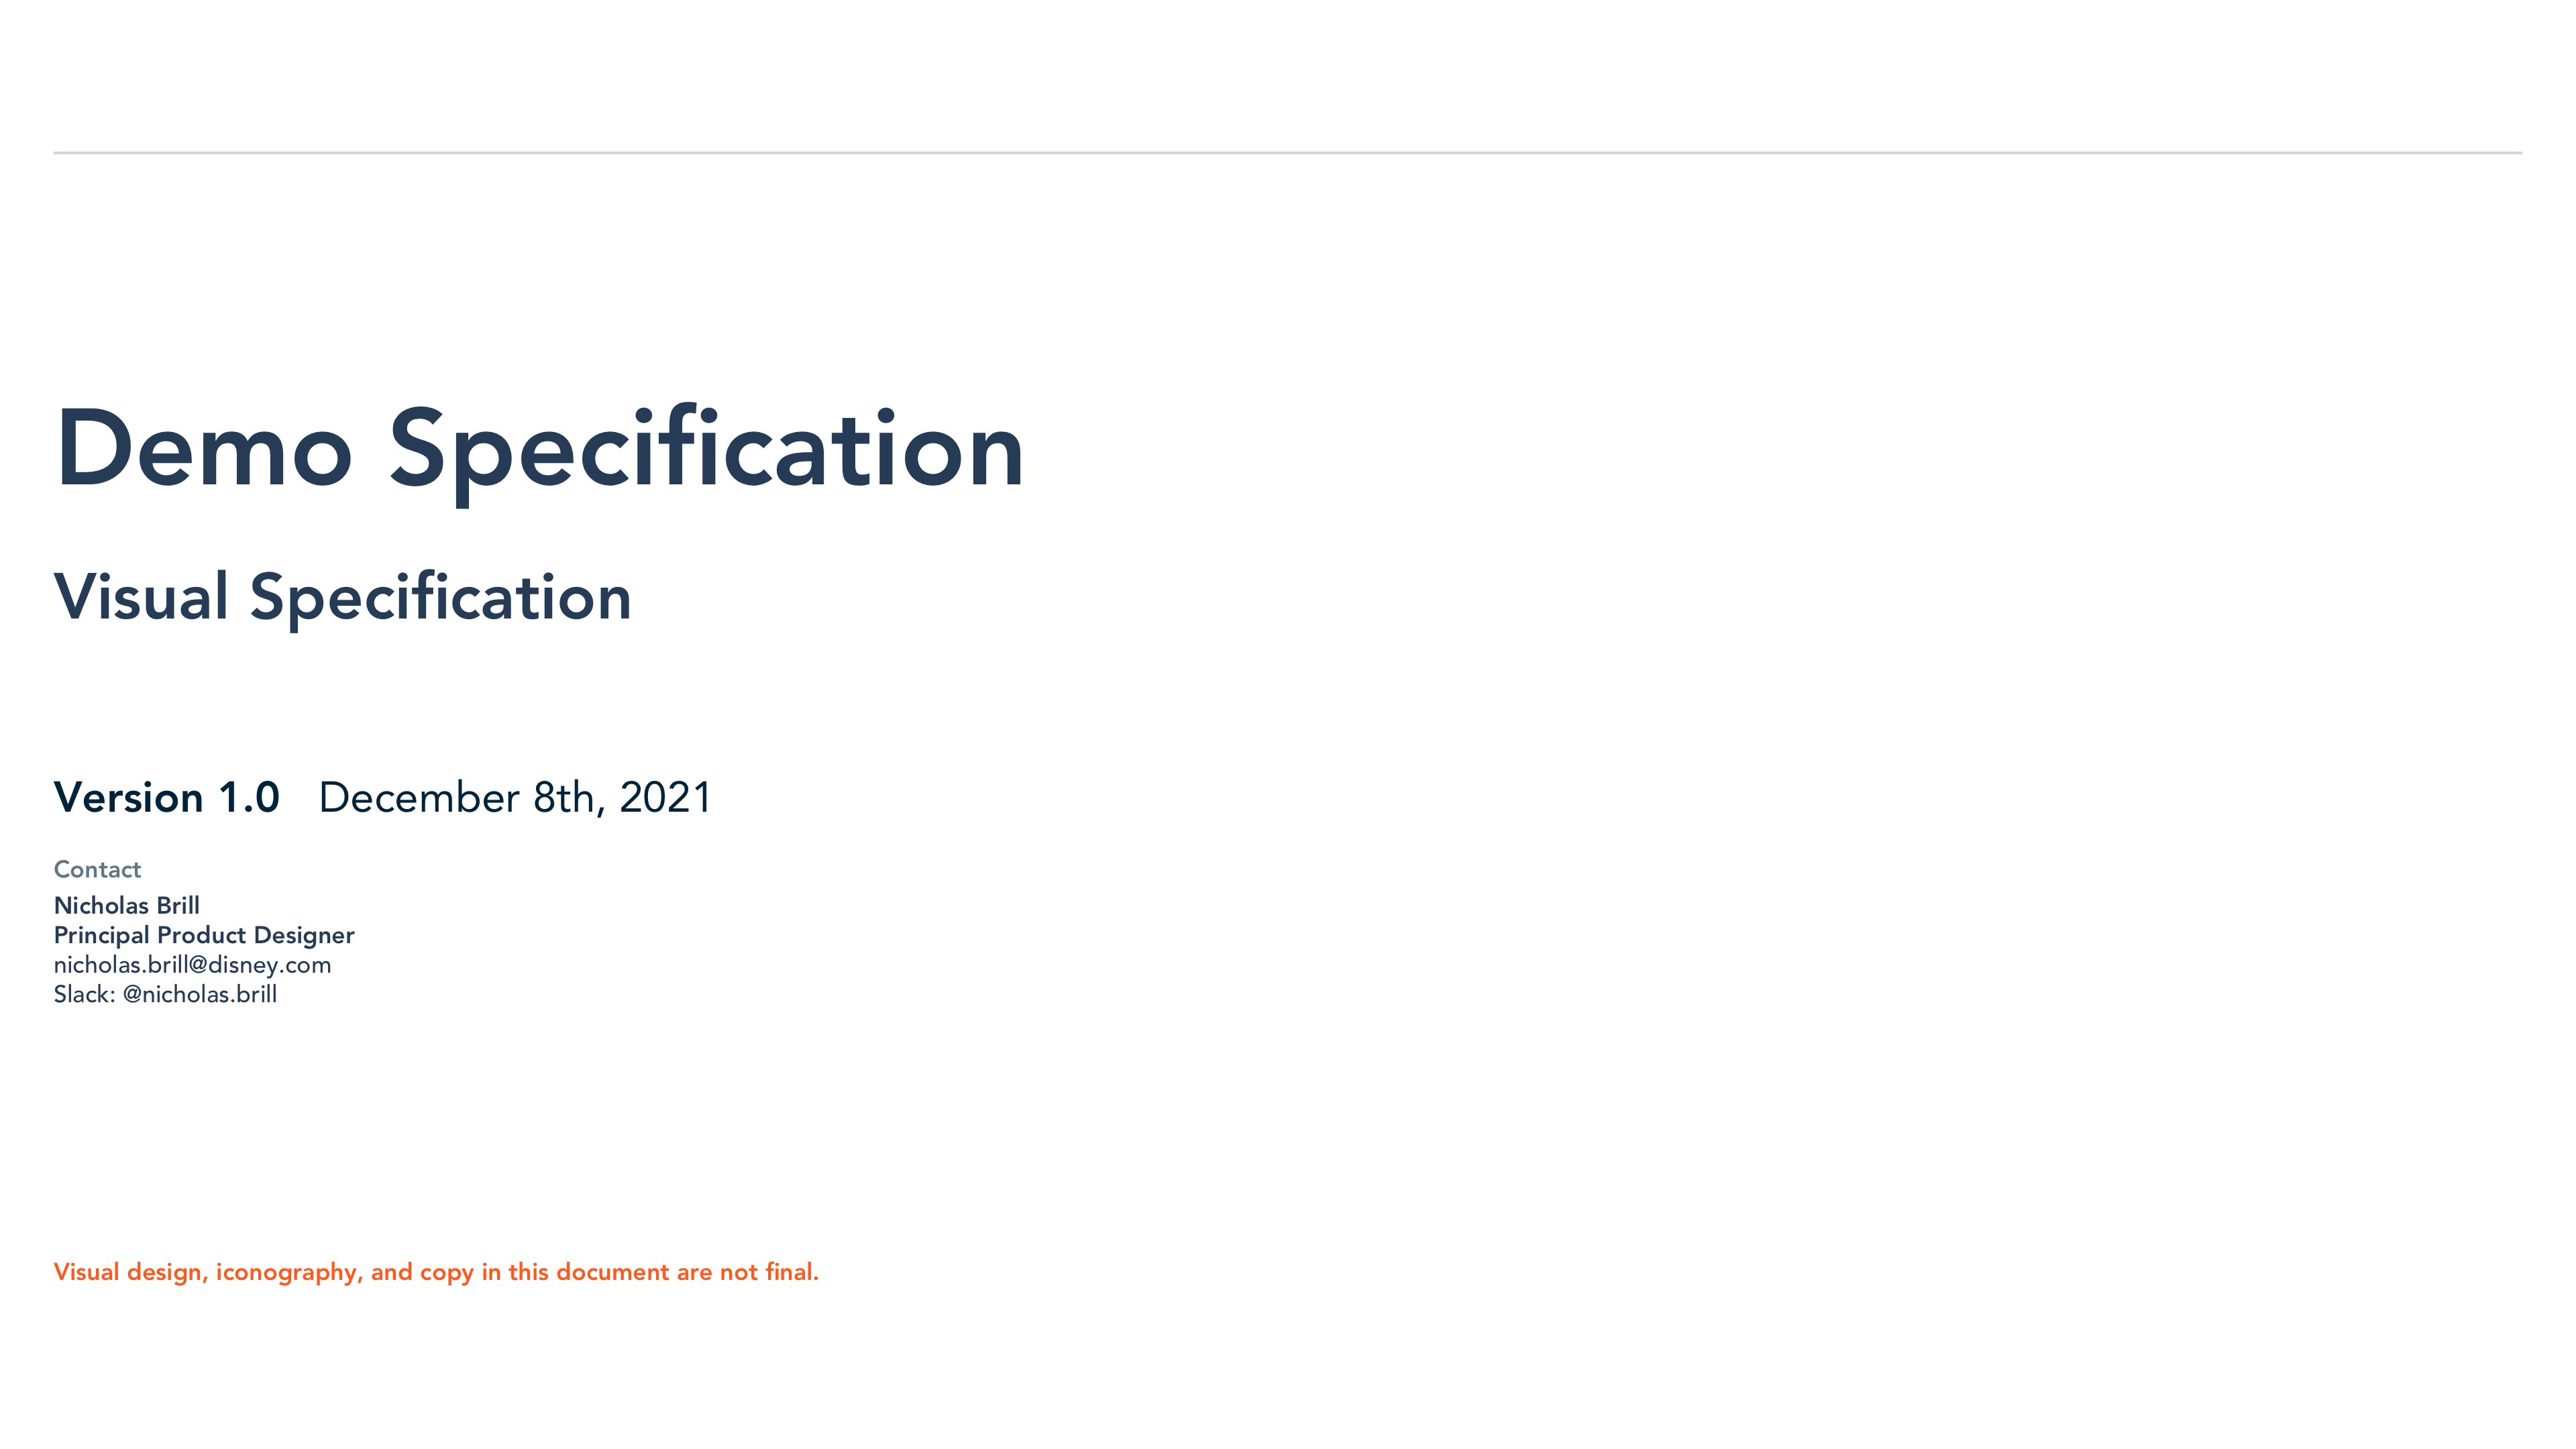 Demo Specification
Visual Specification
Version 1.0 December 8th, 2021
Contact
Nicholas Brill
Principal Product Designer
nicholas.brill@disney.com
Slack: @nicholas.brill
Visual design, iconography, and copy in this document are not final.